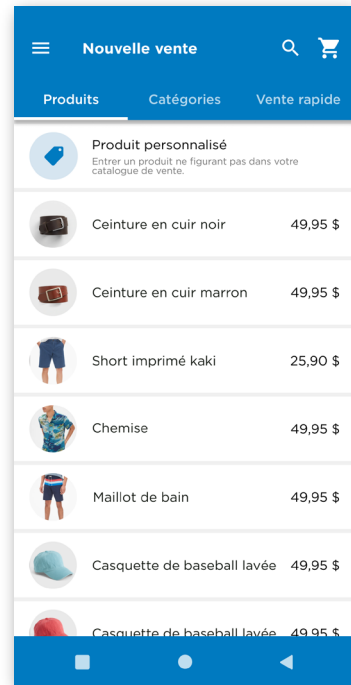 Nouvelle vente
Produits Catégories Vente rapide
Produit personnalisé
Entrer un produit ne figurant pas dans votre
catalogue de vente.
Ceinture en cuir noir 49,95 $
Ceinture en cuir marron 49,95 $
Short imprimé kaki 25,90 $
Chemise 49,95 $
Maillot de bain 49,95 $
Casquette de baseball lavée 49,95 $
Casquette de baseball lavée 49,95 $